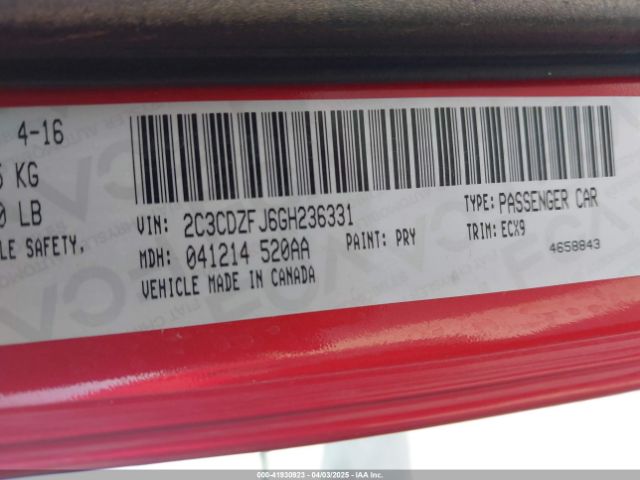 4-16
KG
LB
LE SAFETY,
VIN: 2C3CDZFJ6GH236331
TYPE: PASSENGER CAR
MDH: 041214 520AA
PAINT: PRY
TRIM: ECX9
4658843
VEHICLE MADE IN CANADA
000-41930923 - 04/03/2025 - IAA Inc.